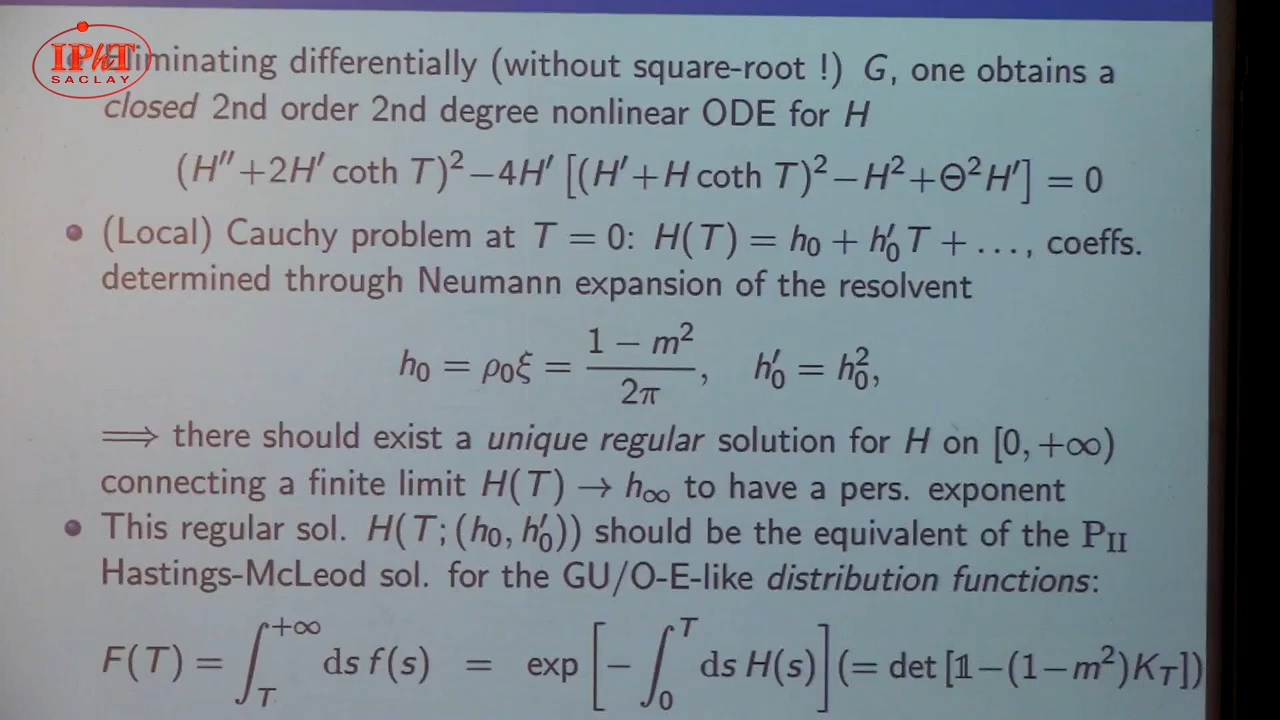 IPhT
SACLAY
liminating differentially (without square-root !) G, one obtains a
closed 2nd order 2nd degree nonlinear ODE for H
(H″+2H′ coth T)²−4H′ [(H′+H coth T)²−H²+Θ²H′] = 0
• (Local) Cauchy problem at T = 0: H(T) = h₀ + h′₀T + …, coeffs.
determined through Neumann expansion of the resolvent
h₀ = ρ₀ξ = (1 − m²)/(2π), h′₀ = h₀²,
⟹ there should exist a unique regular solution for H on [0, +∞)
connecting a finite limit H(T) → h∞ to have a pers. exponent
• This regular sol. H(T; (h₀, h′₀)) should be the equivalent of the PII
Hastings-McLeod sol. for the GU/O-E-like distribution functions:
F(T) = ∫_T^{+∞} ds f(s) = exp [−∫_0^T ds H(s)] (= det [𝟙−(1−m²)K_T])